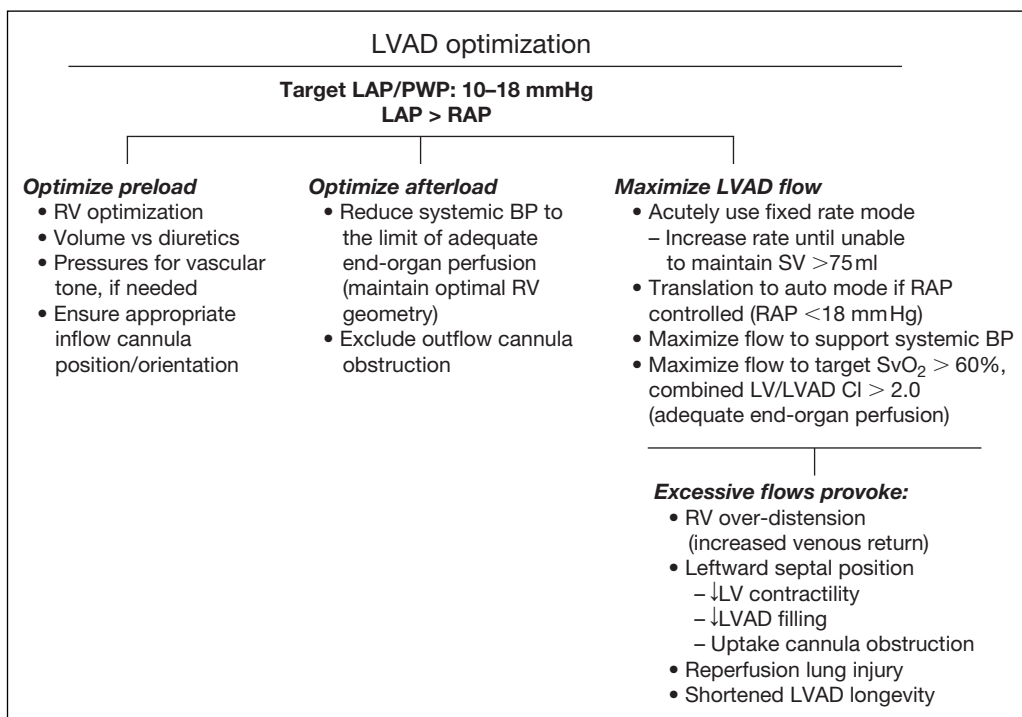 LVAD optimization
Target LAP/PWP: 10–18 mmHg
LAP > RAP
Optimize preload
• RV optimization
• Volume vs diuretics
• Pressures for vascular
tone, if needed
• Ensure appropriate
inflow cannula
position/orientation
Optimize afterload
• Reduce systemic BP to
the limit of adequate
end-organ perfusion
(maintain optimal RV
geometry)
• Exclude outflow cannula
obstruction
Maximize LVAD flow
• Acutely use fixed rate mode
– Increase rate until unable
to maintain SV >75 ml
• Translation to auto mode if RAP
controlled (RAP <18 mm Hg)
• Maximize flow to support systemic BP
• Maximize flow to target SvO₂ > 60%,
combined LV/LVAD CI > 2.0
(adequate end-organ perfusion)
Excessive flows provoke:
• RV over-distension
(increased venous return)
• Leftward septal position
– ↓LV contractility
– ↓LVAD filling
– Uptake cannula obstruction
• Reperfusion lung injury
• Shortened LVAD longevity